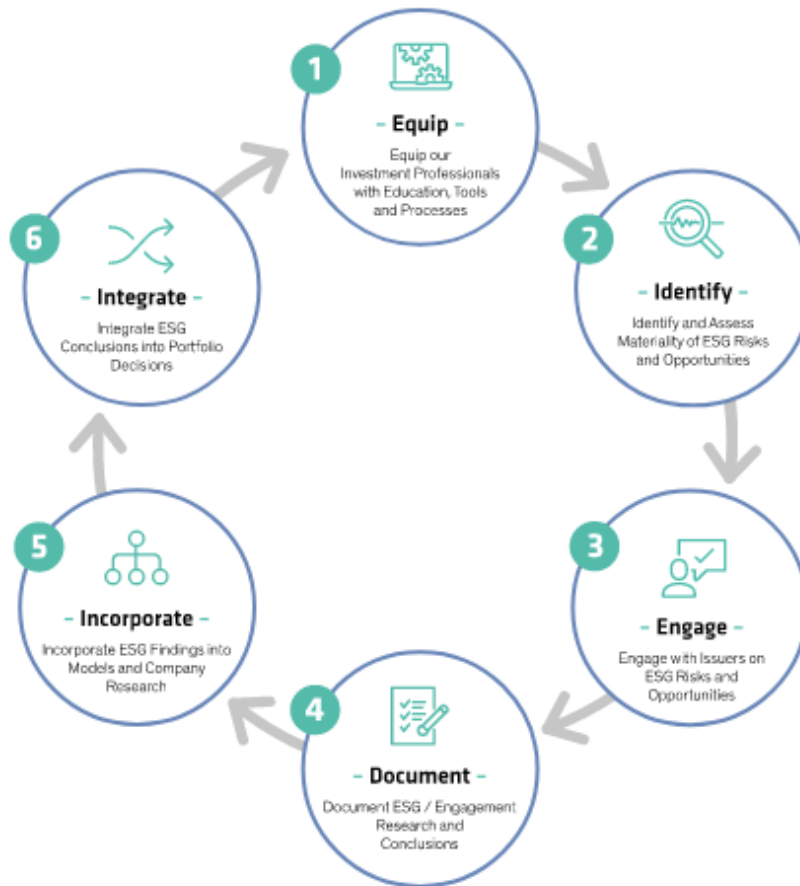 1
- Equip -
Equip our
Investment Professionals
with Education, Tools
and Processes
2
- Identify -
Identify and Assess
Materiality of ESG Risks
and Opportunities
3
- Engage -
Engage with Issuers on
ESG Risks and
Opportunities
4
- Document -
Document ESG / Engagement
Research and
Conclusions
5
- Incorporate -
Incorporate ESG Findings into
Models and Company
Research
6
- Integrate -
Integrate ESG
Conclusions into Portfolio
Decisions